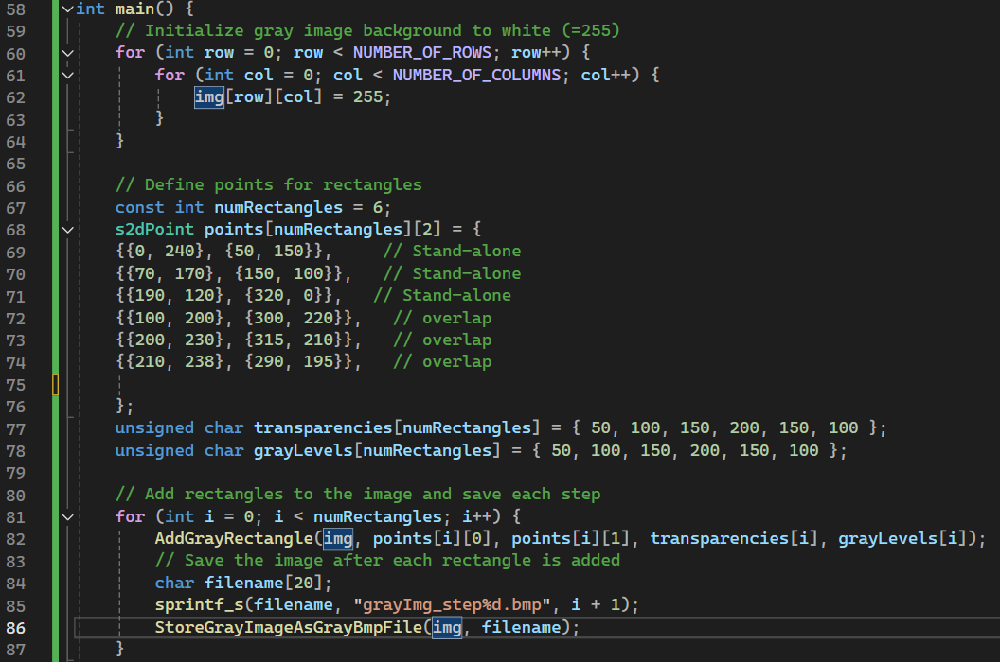 58 int main() {
59 // Initialize gray image background to white (=255)
60 for (int row = 0; row < NUMBER_OF_ROWS; row++) {
61 for (int col = 0; col < NUMBER_OF_COLUMNS; col++) {
62 img[row][col] = 255;
63 }
64 }
65
66 // Define points for rectangles
67 const int numRectangles = 6;
68 s2dPoint points[numRectangles][2] = {
69 {{0, 240}, {50, 150}}, // Stand-alone
70 {{70, 170}, {150, 100}}, // Stand-alone
71 {{190, 120}, {320, 0}}, // Stand-alone
72 {{100, 200}, {300, 220}}, // overlap
73 {{200, 230}, {315, 210}}, // overlap
74 {{210, 238}, {290, 195}}, // overlap
75
76 };
77 unsigned char transparencies[numRectangles] = { 50, 100, 150, 200, 150, 100 };
78 unsigned char grayLevels[numRectangles] = { 50, 100, 150, 200, 150, 100 };
79
80 // Add rectangles to the image and save each step
81 for (int i = 0; i < numRectangles; i++) {
82 AddGrayRectangle(img, points[i][0], points[i][1], transparencies[i], grayLevels[i]);
83 // Save the image after each rectangle is added
84 char filename[20];
85 sprintf_s(filename, "grayImg_step%d.bmp", i + 1);
86 StoreGrayImageAsGrayBmpFile(img, filename);
87 }